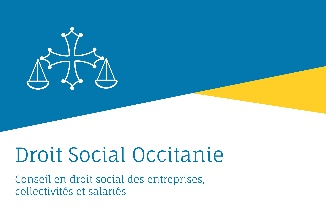 Droit Social Occitanie
Conseil en droit social des entreprises,
collectivités et salariés